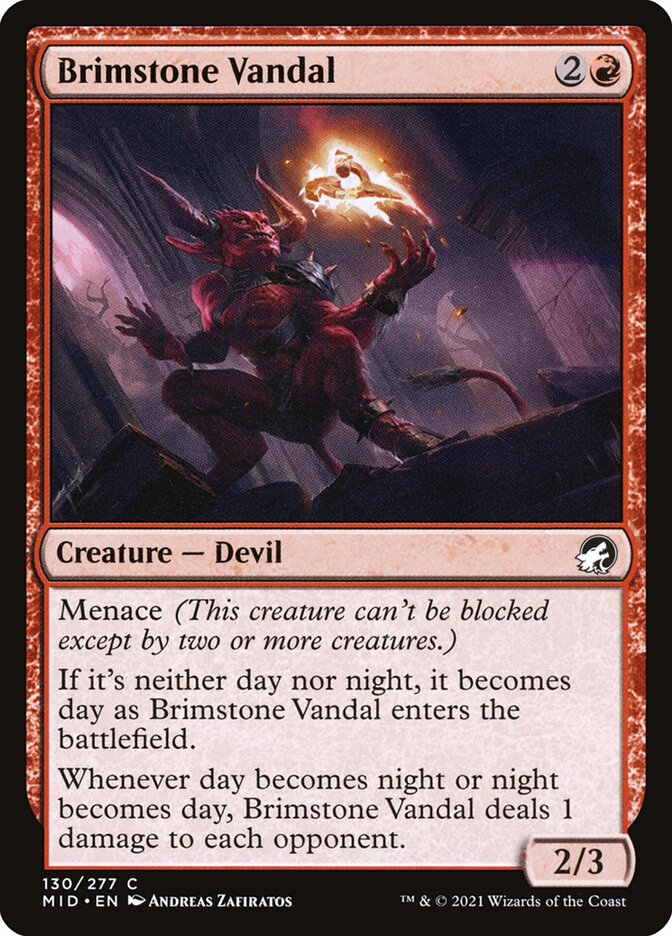 Brimstone Vandal 2
Creature — Devil
Menace (This creature can't be blocked
except by two or more creatures.)
If it's neither day nor night, it becomes
day as Brimstone Vandal enters the
battlefield.
Whenever day becomes night or night
becomes day, Brimstone Vandal deals 1
damage to each opponent.
2/3
130/277 C
MID • EN Andreas Zafiratos ™ & © 2021 Wizards of the Coast